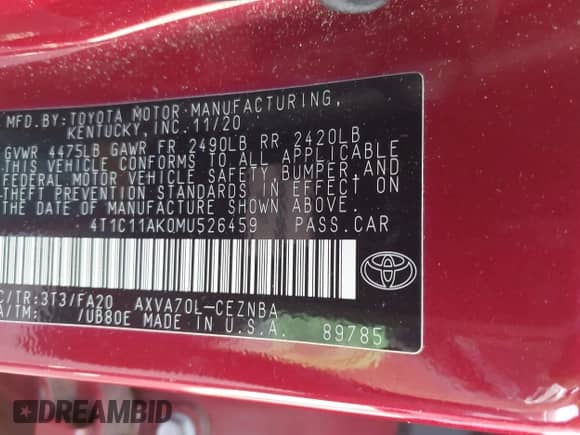 MFD.BY:TOYOTA MOTOR MANUFACTURING,
KENTUCKY, INC. 11/20
GVWR 4475LB GAWR FR 2490LB RR 2420LB
THIS VEHICLE CONFORMS TO ALL APPLICABLE
FEDERAL MOTOR VEHICLE SAFETY BUMPER, AND
THEFT PREVENTION STANDARDS IN EFFECT ON
THE DATE OF MANUFACTURE SHOWN ABOVE.
4T1C11AK0MU526459 PASS.CAR
C/TR:3T3/FA20 AXVA70L-CEZNBA
A/TM: /UB80E MADE IN U.S.A. 89785
DREAMBID